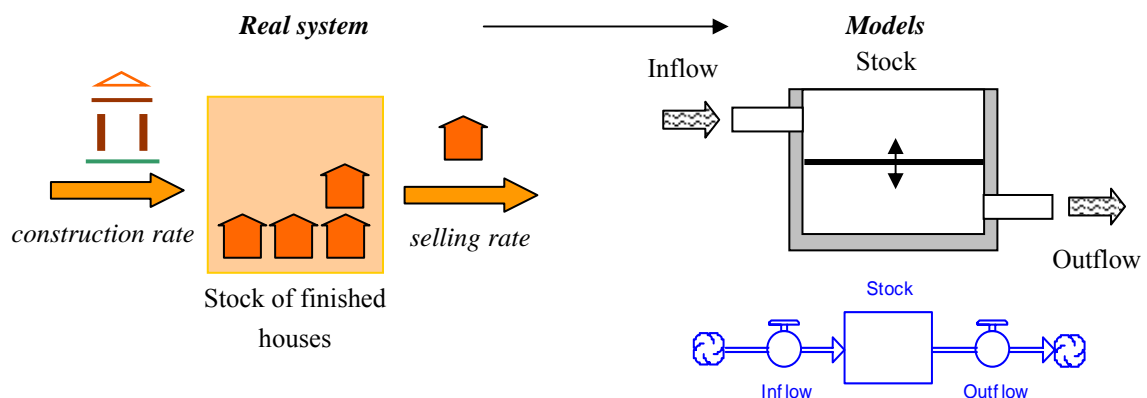 Real system
Models
Stock
Inflow
construction rate
selling rate
Stock of finished
houses
Outflow
Stock
Inflow
Outflow